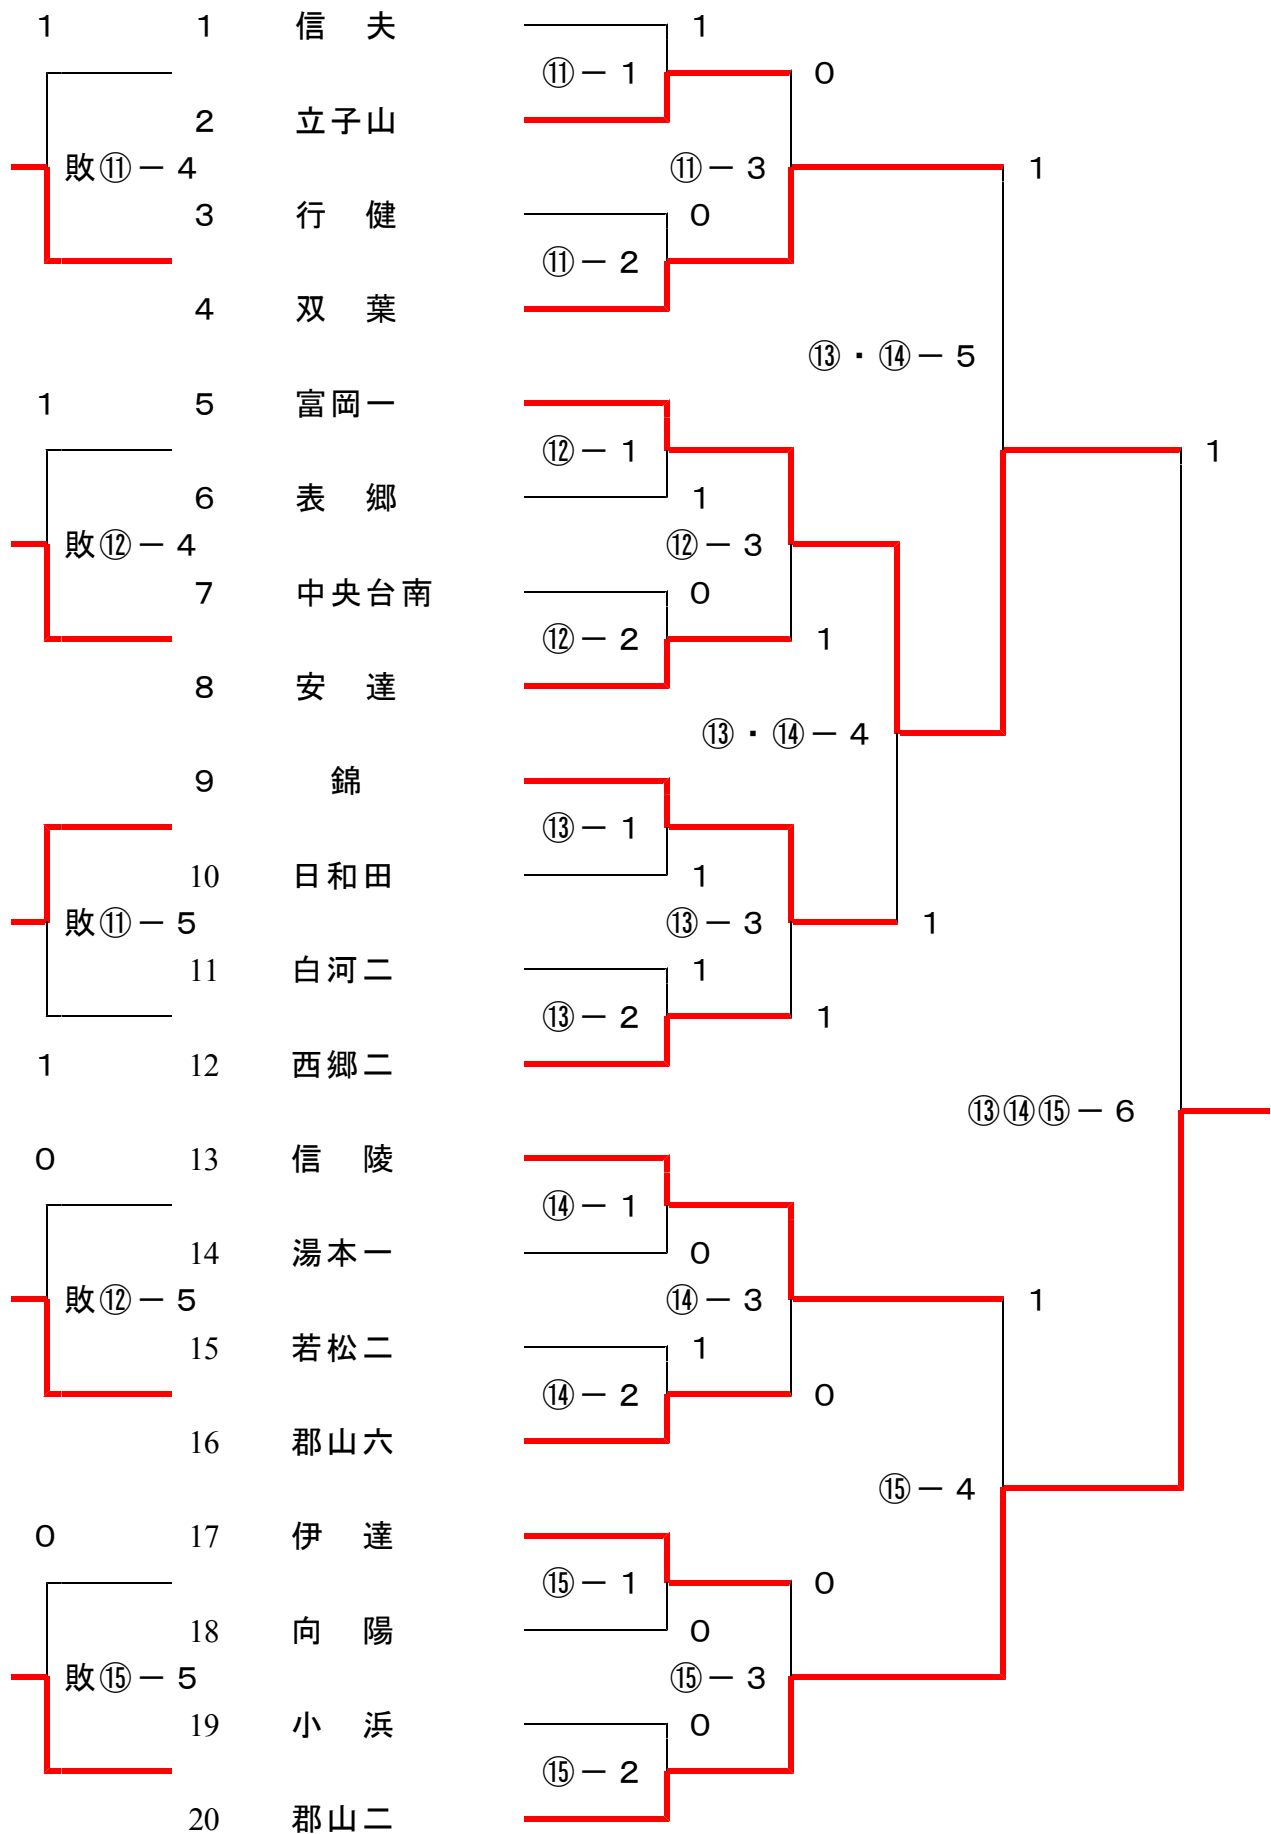 1 1 信 夫 1
⑪－1 0
2 立子山
敗⑪－4 ⑪－3 1
3 行 健 0
⑪－2
4 双 葉
⑬・⑭－5
1 5 富岡一
⑫－1 1
6 表 郷 1
敗⑫－4 ⑫－3
7 中央台南 0
⑫－2 1
8 安 達
⑬・⑭－4
9 錦
⑬－1
10 日和田 1
敗⑪－5 ⑬－3 1
11 白河二 1
⑬－2 1
1 12 西郷二
⑬⑭⑮－6
0 13 信 陵
⑭－1
14 湯本一 0
敗⑫－5 ⑭－3 1
15 若松二 1
⑭－2 0
16 郡山六
⑮－4
0 17 伊 達
⑮－1 0
18 向 陽 0
敗⑮－5 ⑮－3
19 小 浜 0
⑮－2
20 郡山二